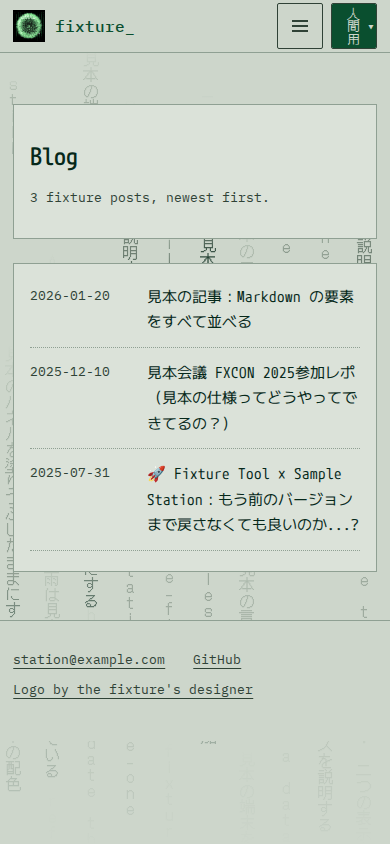 fixture_
人間用
Blog
3 fixture posts, newest first.
2026-01-20
見本の記事：Markdown の要素
をすべて並べる
2025-12-10
見本会議 FXCON 2025参加レポ
（見本の仕様ってどうやってで
きてるの？）
2025-07-31
🚀 Fixture Tool x Sample
Station：もう前のバージョン
まで戻さなくても良いのか...?
station@example.com
GitHub
Logo by the fixture's designer